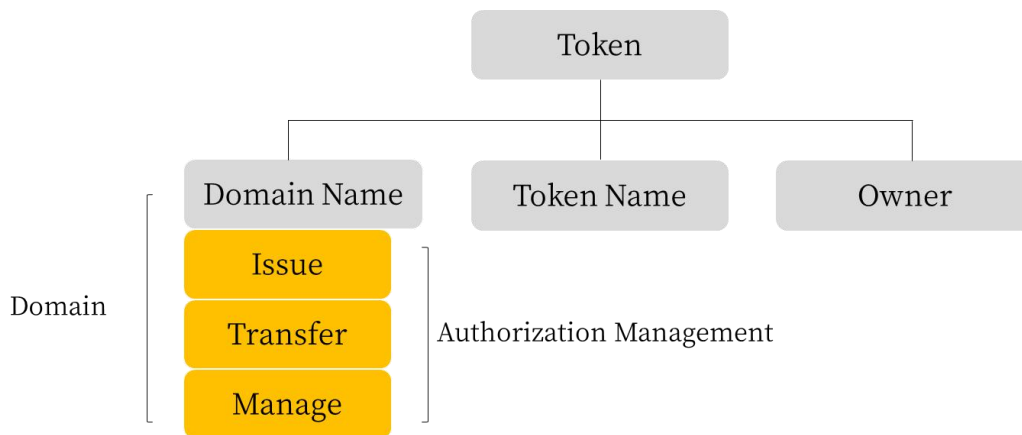 Token
Domain Name
Token Name
Owner
Issue
Transfer
Manage
Domain
Authorization Management